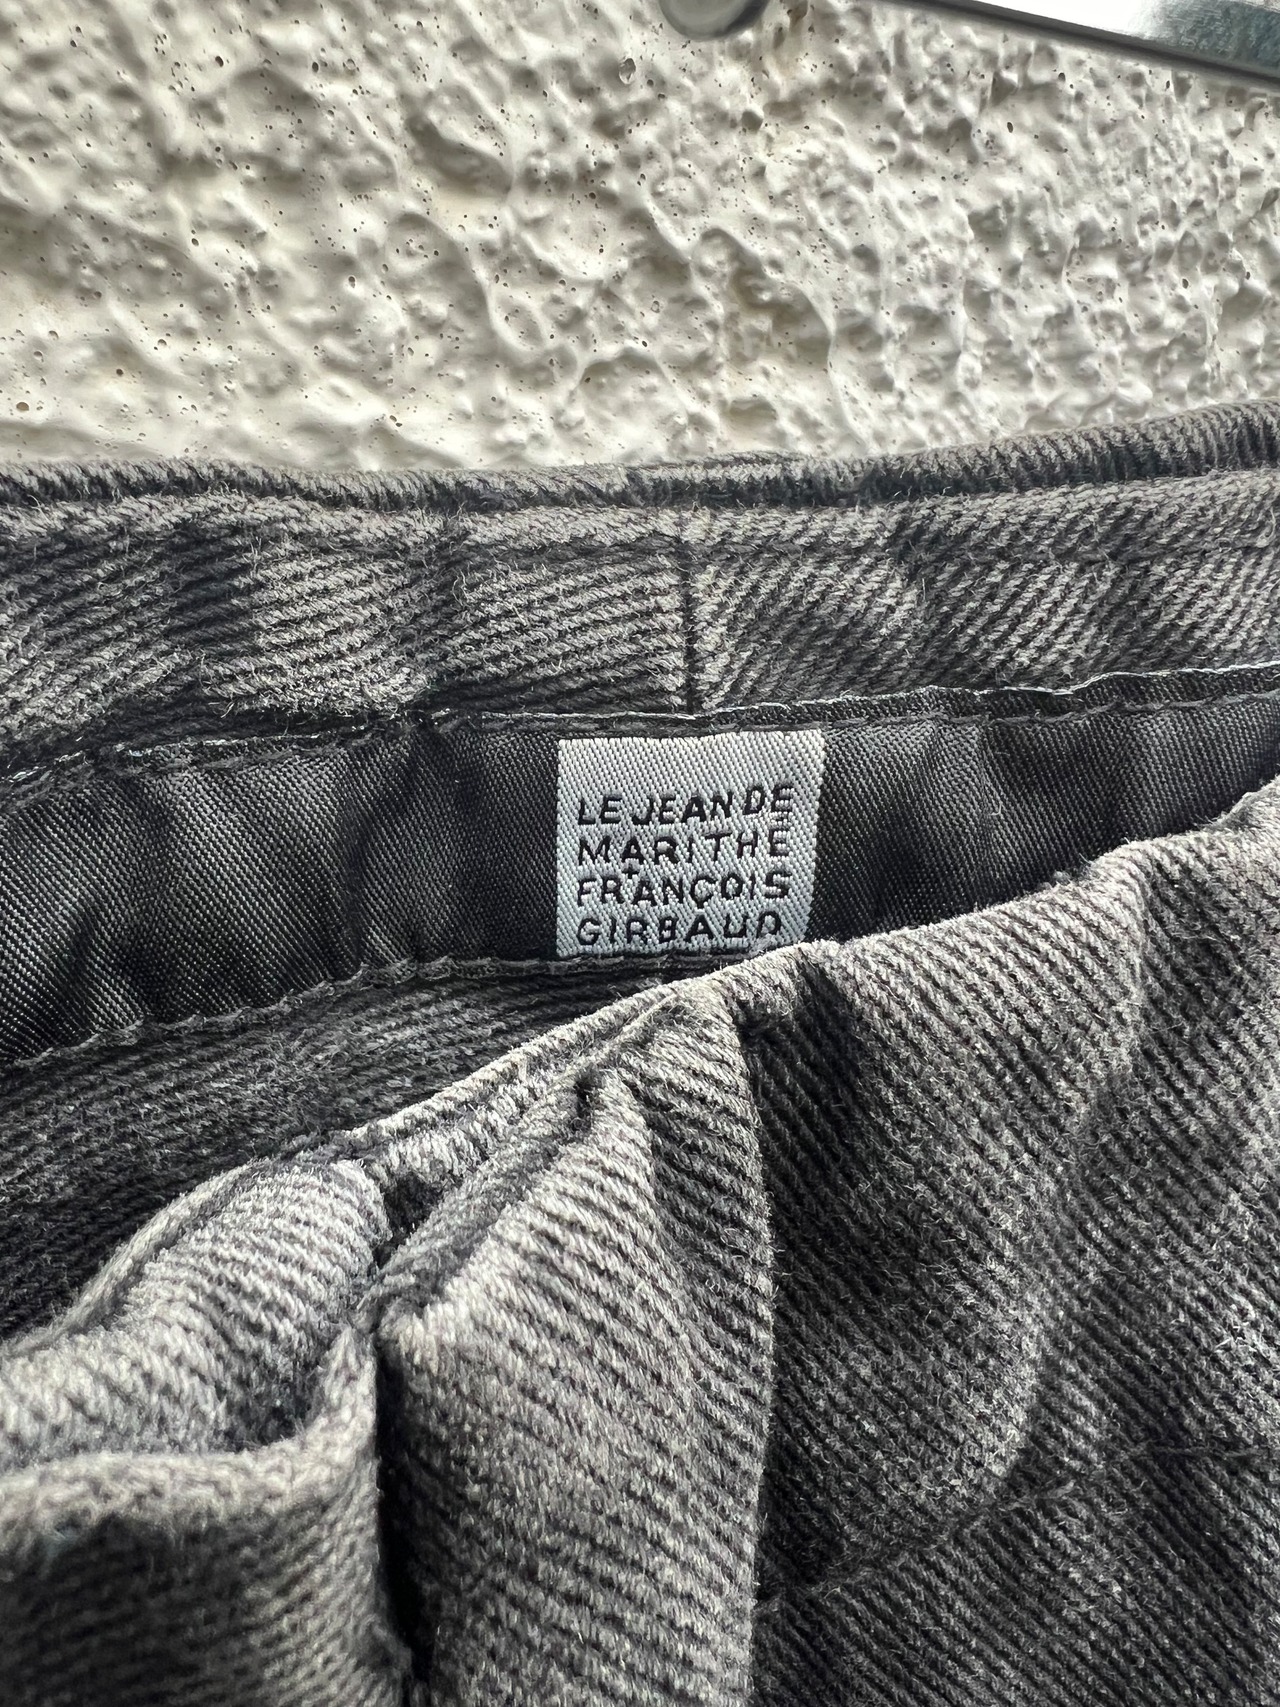 LE JEAN DE
MARITHÉ
+
FRANÇOIS
GIRBAUD